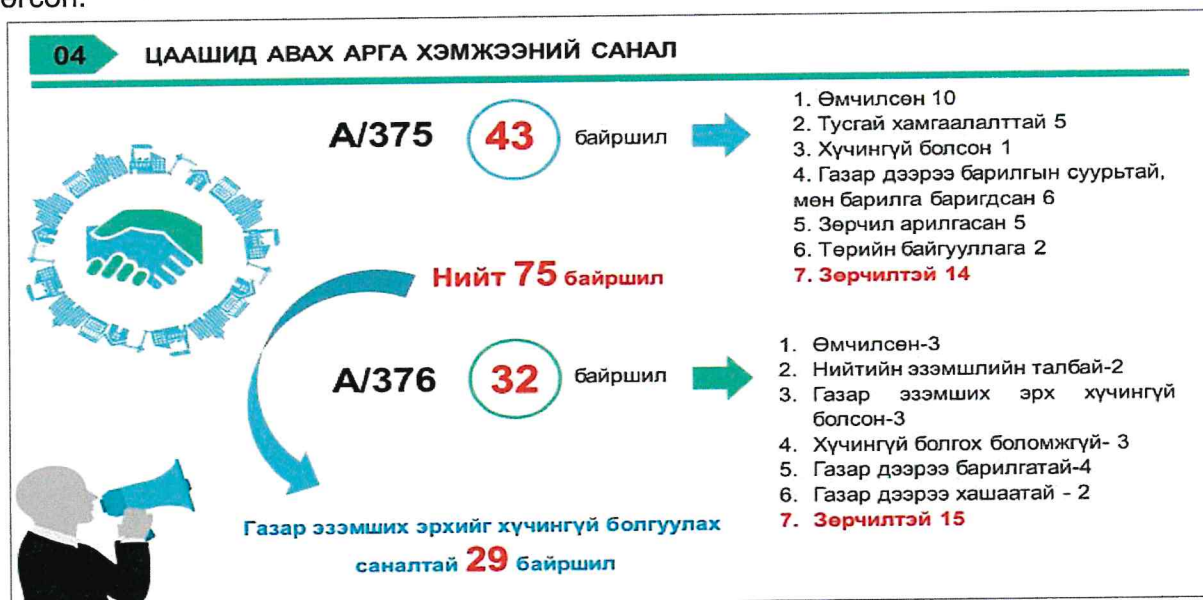 өгсөн.
04 ЦААШИД АВАХ АРГА ХЭМЖЭЭНИЙ САНАЛ
А/375 43 байршил
1. Өмчилсөн 10
2. Тусгай хамгаалалттай 5
3. Хүчингүй болсон 1
4. Газар дээрээ барилгын суурьтай,
мөн барилга баригдсан 6
5. Зөрчил арилгасан 5
6. Төрийн байгууллага 2
7. Зөрчилтэй 14
Нийт 75 байршил
А/376 32 байршил
1. Өмчилсөн-3
2. Нийтийн эзэмшлийн талбай-2
3. Газар эзэмших эрх хүчингүй
болсон-3
4. Хүчингүй болгох боломжгүй- 3
5. Газар дээрээ барилгатай-4
6. Газар дээрээ хашаатай - 2
7. Зөрчилтэй 15
Газар эзэмших эрхийг хүчингүй болгуулах
саналтай 29 байршил